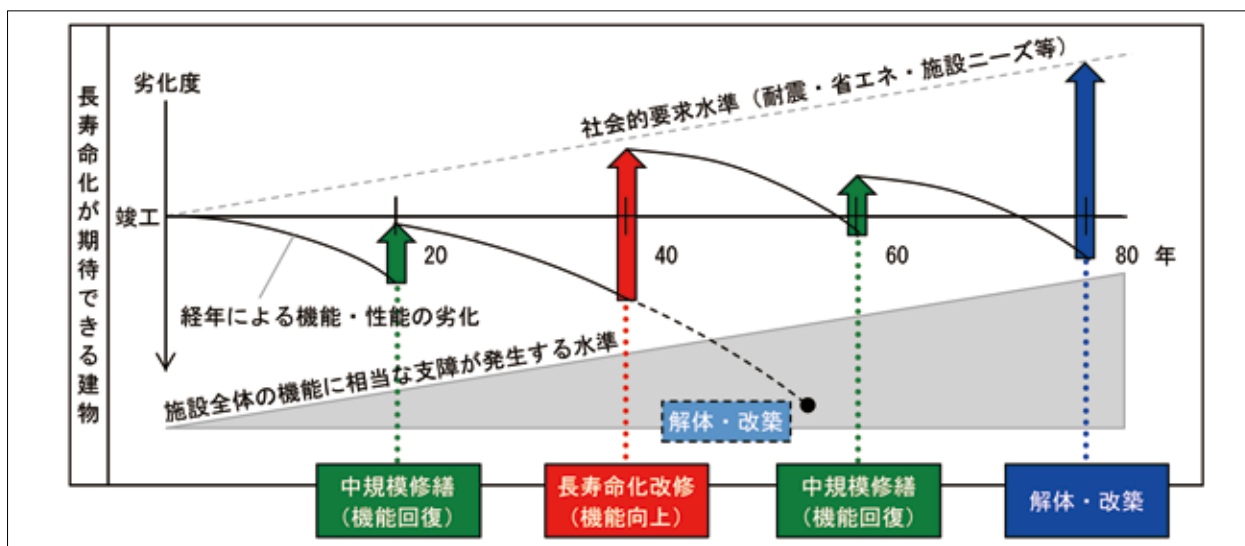 長寿命化が期待できる建物
劣化度
社会的要求水準（耐震・省エネ・施設ニーズ等）
竣工
20
40
60
80 年
経年による機能・性能の劣化
施設全体の機能に相当な支障が発生する水準
解体・改築
中規模修繕
（機能回復）
長寿命化改修
（機能向上）
中規模修繕
（機能回復）
解体・改築